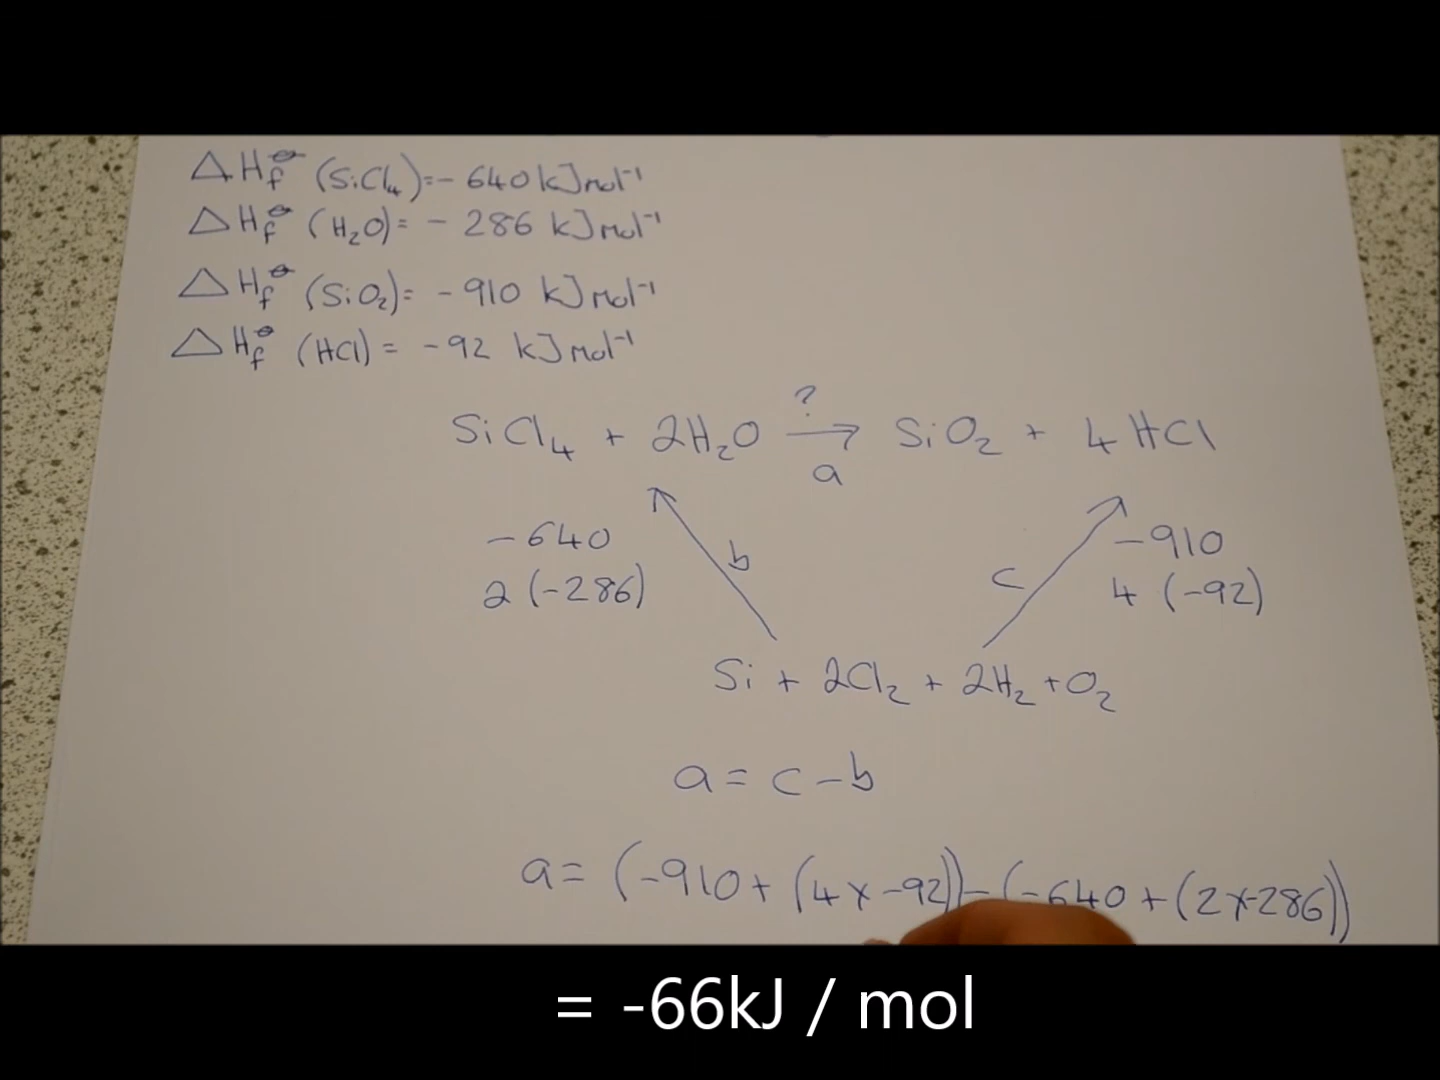 ΔHf⦵ (SiCl4)=- 640 kJmol-1
ΔHf⦵ (H2O)= - 286 kJmol-1
ΔHf⦵ (SiO2)= -910 kJmol-1
ΔHf⦵ (HCl) = -92 kJmol-1
?
SiCl4 + 2H2O → SiO2 + 4HCl
a
-640 b c -910
2 (-286) 4 (-92)
Si + 2Cl2 + 2H2 + O2
a = c - b
a = (-910 + (4 x -92)) - (-640 + (2 x -286))
= -66kJ / mol